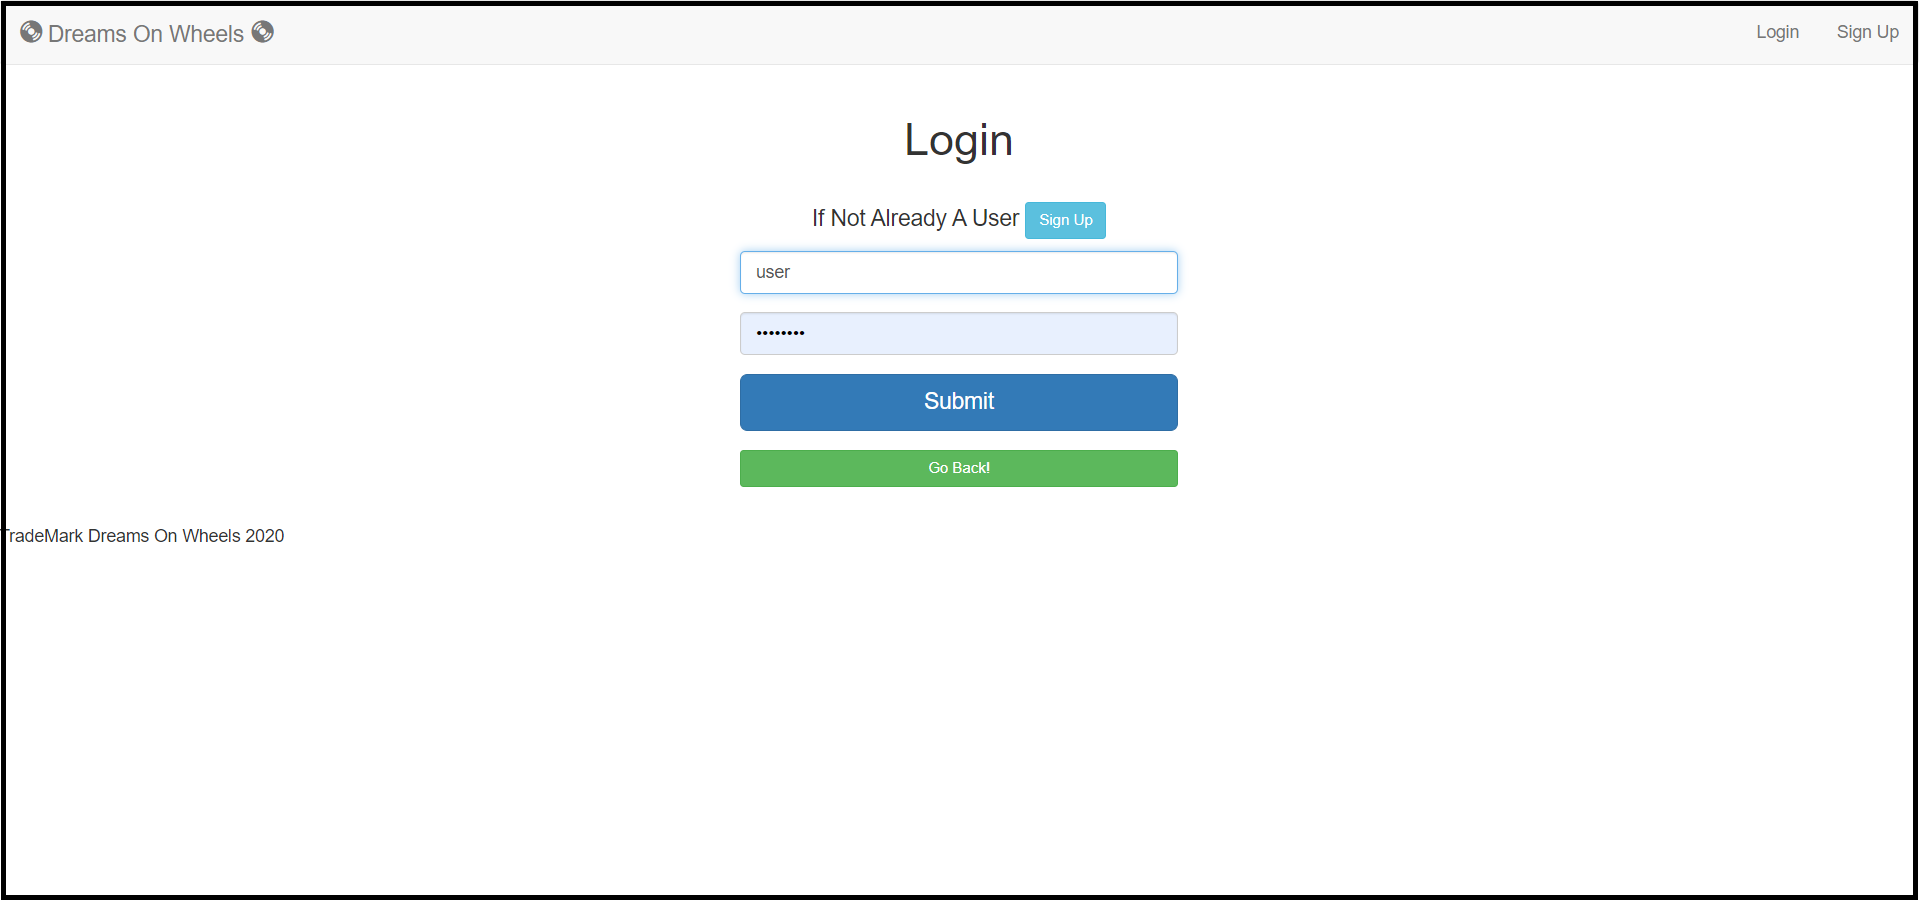 Dreams On Wheels
Login
Sign Up
Login
If Not Already A User Sign Up
user
••••••••
Submit
Go Back!
TradeMark Dreams On Wheels 2020